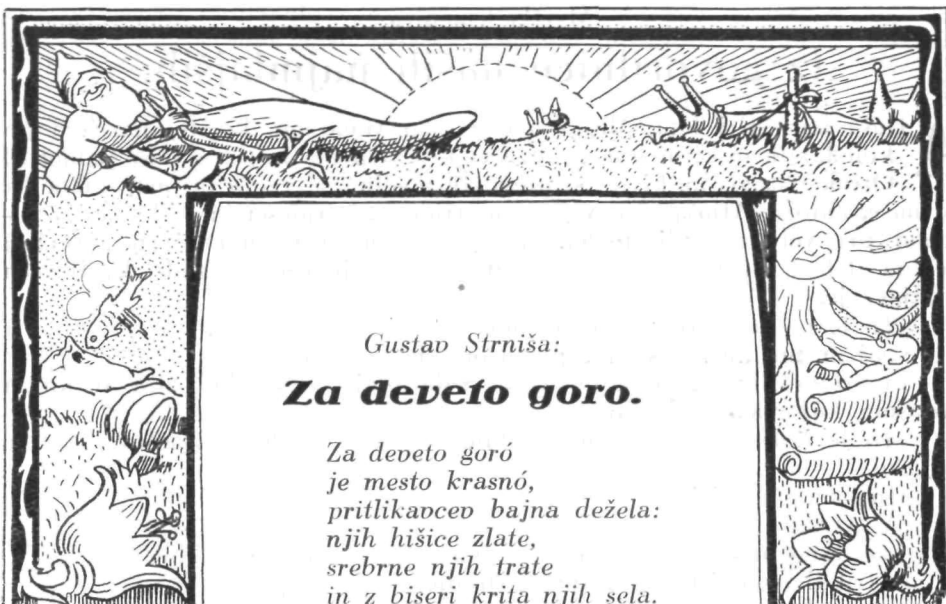 Gustav Strniša:
Za deveto goro.
Za deveto goró
je mesto krasnó,
pritlikavcev bajna dežela:
njih hišice zlate,
srebrne njih trate
in z biseri krita njih sela.